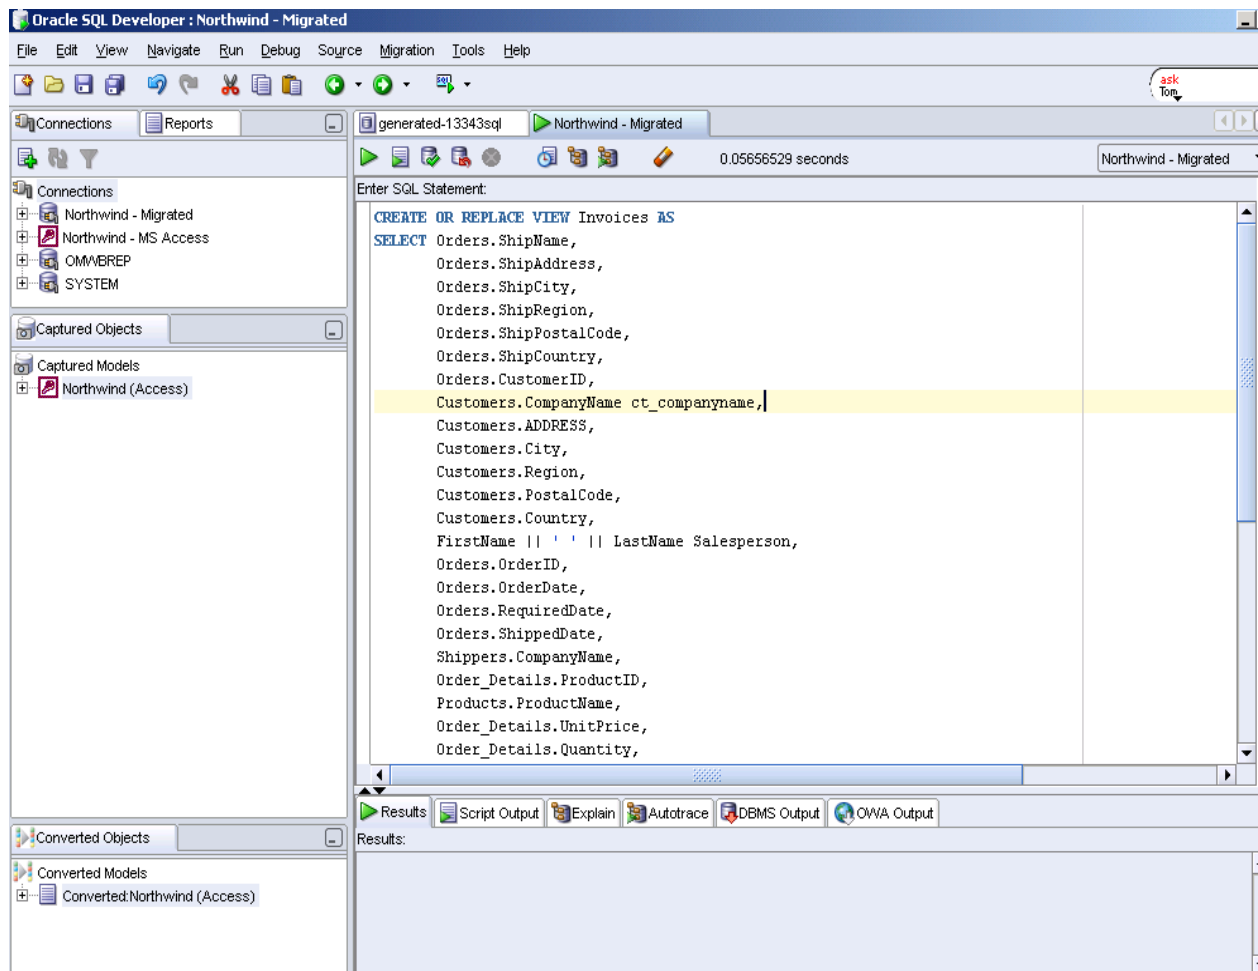 Oracle SQL Developer : Northwind - Migrated
File Edit View Navigate Run Debug Source Migration Tools Help
SQL
ask
Tom
Connections Reports
generated-13343sql Northwind - Migrated
0.05656529 seconds Northwind - Migrated
Connections
Northwind - Migrated
Northwind - MS Access
OMWBREP
SYSTEM
Captured Objects
Captured Models
Northwind (Access)
Converted Objects
Converted Models
Converted:Northwind (Access)
Enter SQL Statement:
CREATE OR REPLACE VIEW Invoices AS
SELECT Orders.ShipName,
Orders.ShipAddress,
Orders.ShipCity,
Orders.ShipRegion,
Orders.ShipPostalCode,
Orders.ShipCountry,
Orders.CustomerID,
Customers.CompanyName ct_companyname,
Customers.ADDRESS,
Customers.City,
Customers.Region,
Customers.PostalCode,
Customers.Country,
FirstName || ' ' || LastName Salesperson,
Orders.OrderID,
Orders.OrderDate,
Orders.RequiredDate,
Orders.ShippedDate,
Shippers.CompanyName,
Order_Details.ProductID,
Products.ProductName,
Order_Details.UnitPrice,
Order_Details.Quantity,
Results Script Output Explain Autotrace DBMS Output OWA Output
Results: